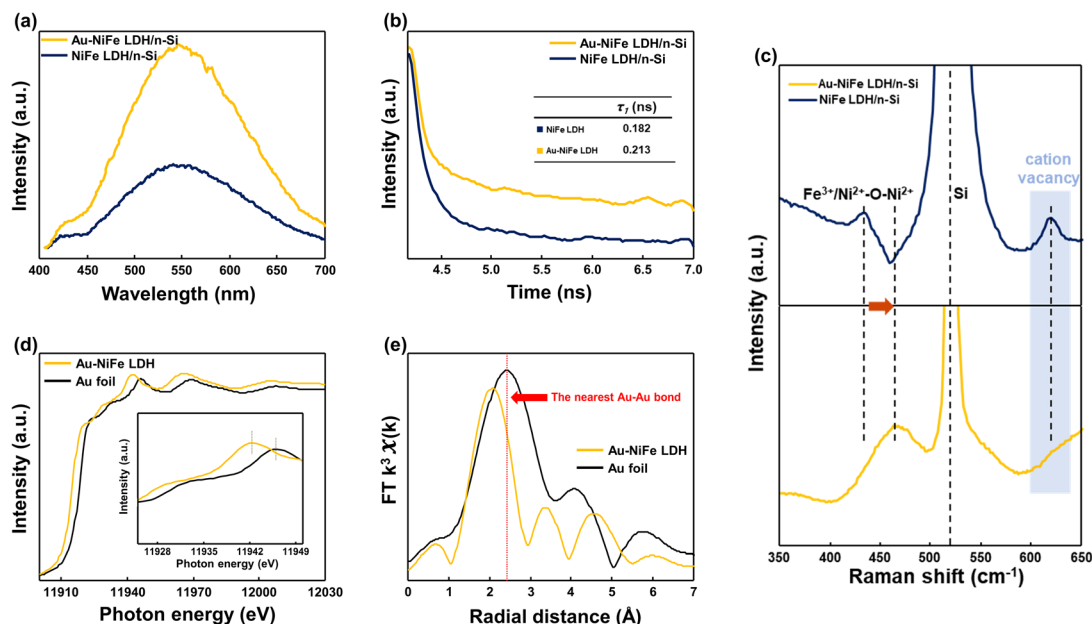 (a)
Au-NiFe LDH/n-Si
NiFe LDH/n-Si
Intensity (a.u.)
400 450 500 550 600 650 700
Wavelength (nm)
(b)
Au-NiFe LDH/n-Si
NiFe LDH/n-Si
τ1 (ns)
NiFe LDH 0.182
Au-NiFe LDH 0.213
Intensity (a.u.)
4.5 5.0 5.5 6.0 6.5 7.0
Time (ns)
(c)
Au-NiFe LDH/n-Si
NiFe LDH/n-Si
cation
vacancy
Fe³⁺/Ni²⁺-O-Ni²⁺
Si
Intensity (a.u.)
350 400 450 500 550 600 650
Raman shift (cm⁻¹)
(d)
Au-NiFe LDH
Au foil
Intensity (a.u.)
Intensity (a.u.)
11928 11935 11942 11949
Photon energy (eV)
11910 11940 11970 12000 12030
Photon energy (eV)
(e)
The nearest Au-Au bond
Au-NiFe LDH
Au foil
FT k³ χ(k)
0 1 2 3 4 5 6 7
Radial distance (Å)